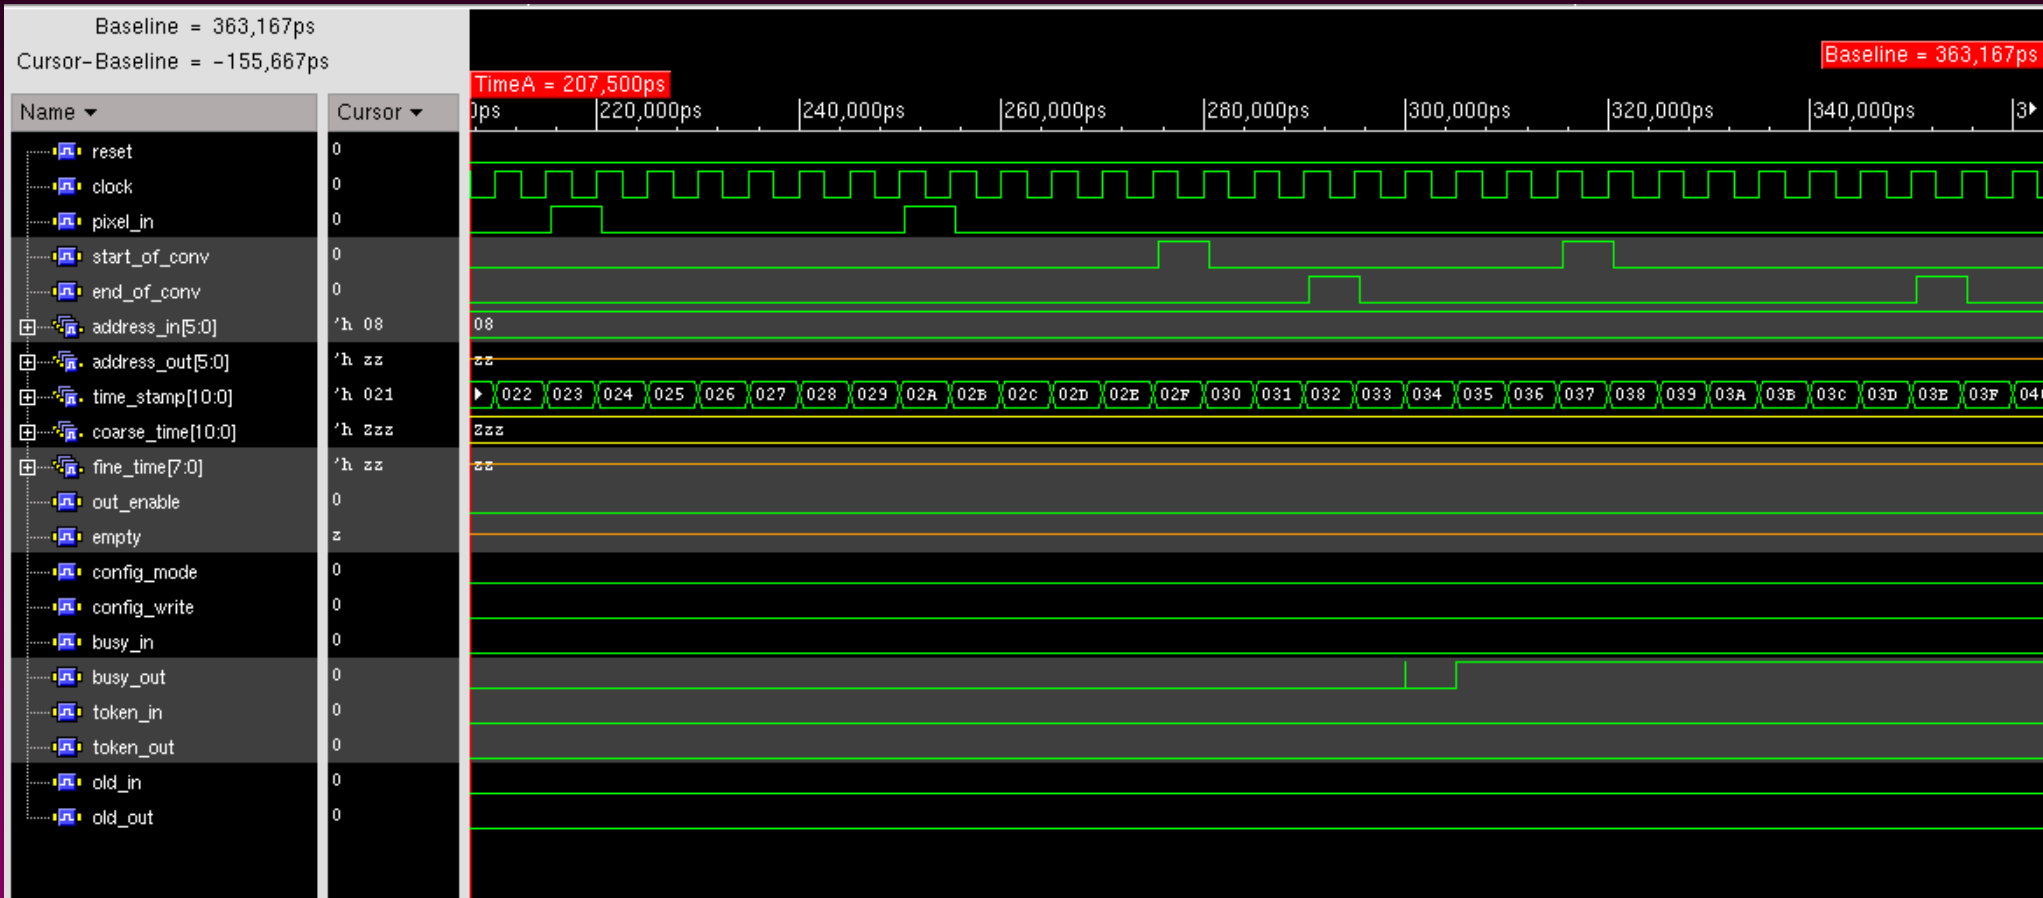 Baseline = 363,167ps
Cursor-Baseline = -155,667ps
Baseline = 363,167ps
TimeA = 207,500ps
Name Cursor 0ps 220,000ps 240,000ps 260,000ps 280,000ps 300,000ps 320,000ps 340,000ps 3
reset 0
clock 0
pixel_in 0
start_of_conv 0
end_of_conv 0
address_in[5:0] 'h 08 08
address_out[5:0] 'h zz zz
time_stamp[10:0] 'h 021 022 023 024 025 026 027 028 029 02A 02B 02C 02D 02E 02F 030 031 032 033 034 035 036 037 038 039 03A 03B 03C 03D 03E 03F 04
coarse_time[10:0] 'h Zzz zzz
fine_time[7:0] 'h zz zz
out_enable 0
empty z
config_mode 0
config_write 0
busy_in 0
busy_out 0
token_in 0
token_out 0
old_in 0
old_out 0